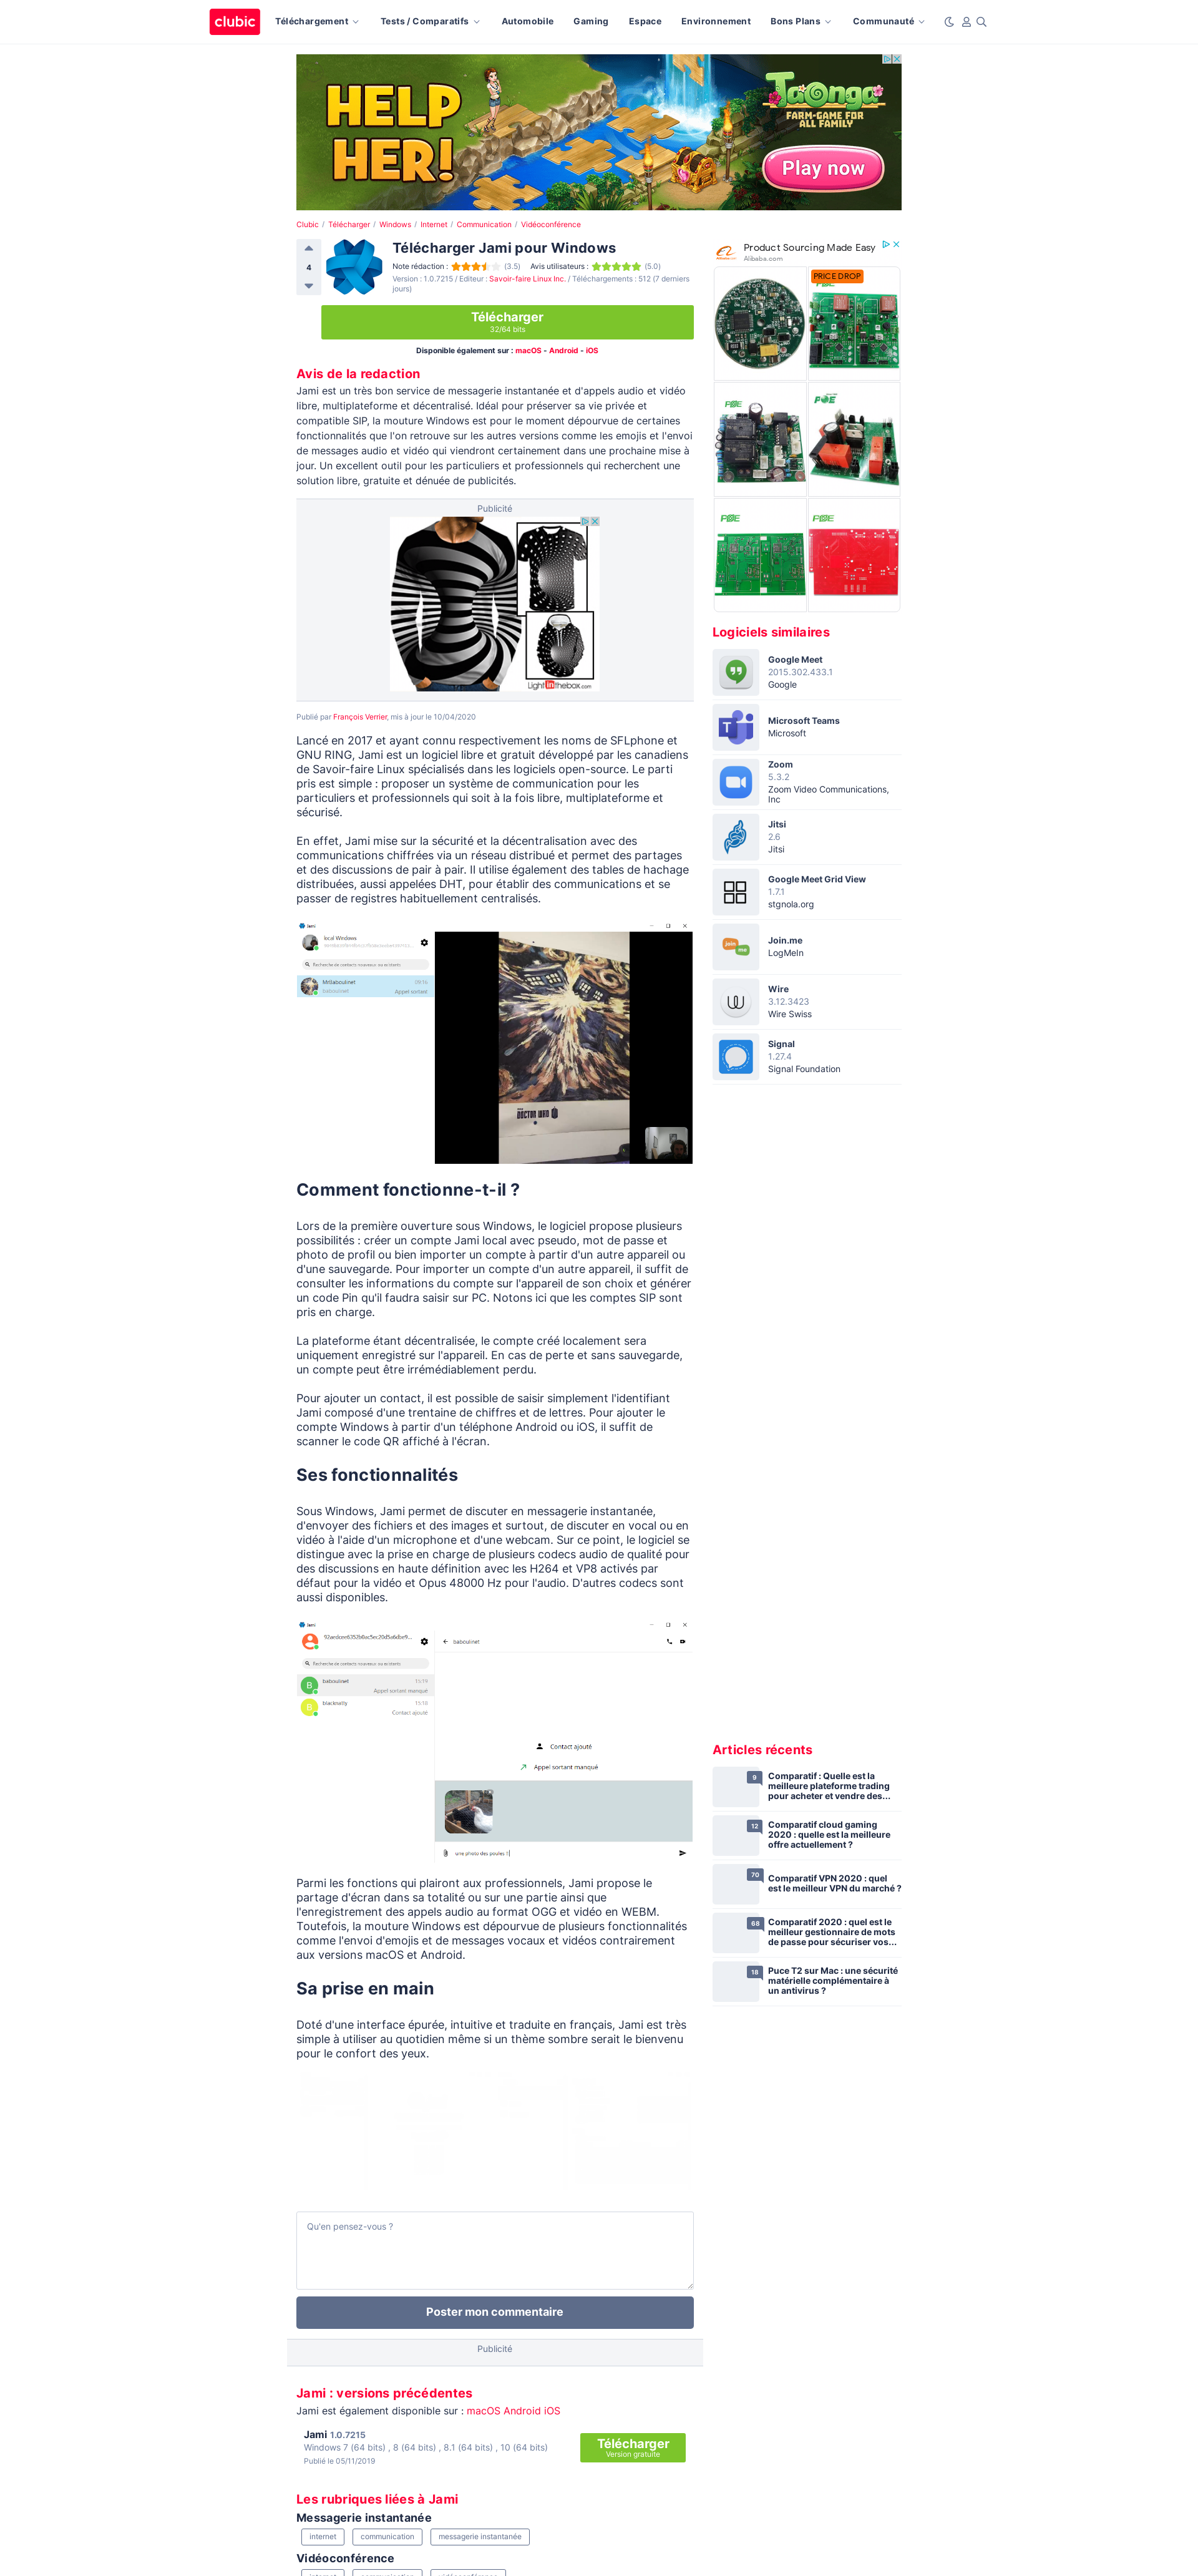 clubic
Téléchargement
Tests / Comparatifs
Automobile
Gaming
Espace
Environnement
Bons Plans
Communauté
HELP
HER!
Taonga
FARM-GAME FOR
ALL FAMILY
Play now
Clubic / Télécharger / Windows / Internet / Communication / Vidéoconférence
4
Télécharger Jami pour Windows
Note rédaction : (3.5) Avis utilisateurs : (5.0)
Version : 1.0.7215 / Editeur : Savoir-faire Linux Inc. / Téléchargements : 512 (7 derniers
jours)
Télécharger
32/64 bits
Disponible également sur : macOS - Android - iOS
Avis de la redaction
Jami est un très bon service de messagerie instantanée et d'appels audio et vidéo
libre, multiplateforme et décentralisé. Idéal pour préserver sa vie privée et
compatible SIP, la mouture Windows est pour le moment dépourvue de certaines
fonctionnalités que l'on retrouve sur les autres versions comme les emojis et l'envoi
de messages audio et vidéo qui viendront certainement dans une prochaine mise à
jour. Un excellent outil pour les particuliers et professionnels qui recherchent une
solution libre, gratuite et dénuée de publicités.
Publicité
LightInthebox.com
Publié par François Verrier, mis à jour le 10/04/2020
Lancé en 2017 et ayant connu respectivement les noms de SFLphone et
GNU RING, Jami est un logiciel libre et gratuit développé par les canadiens
de Savoir-faire Linux spécialisés dans les logiciels open-source. Le parti
pris est simple : proposer un système de communication pour les
particuliers et professionnels qui soit à la fois libre, multiplateforme et
sécurisé.
En effet, Jami mise sur la sécurité et la décentralisation avec des
communications chiffrées via un réseau distribué et permet des partages
et des discussions de pair à pair. Il utilise également des tables de hachage
distribuées, aussi appelées DHT, pour établir des communications et se
passer de registres habituellement centralisés.
Jami
local Windows
Recherche de contacts nouveaux ou existants
Mrtlaboulinet 09:16
baboulinet Appel sortant
DOCTOR WHO
Comment fonctionne-t-il ?
Lors de la première ouverture sous Windows, le logiciel propose plusieurs
possibilités : créer un compte Jami local avec pseudo, mot de passe et
photo de profil ou bien importer un compte à partir d'un autre appareil ou
d'une sauvegarde. Pour importer un compte d'un autre appareil, il suffit de
consulter les informations du compte sur l'appareil de son choix et générer
un code Pin qu'il faudra saisir sur PC. Notons ici que les comptes SIP sont
pris en charge.
La plateforme étant décentralisée, le compte créé localement sera
uniquement enregistré sur l'appareil. En cas de perte et sans sauvegarde,
un compte peut être irrémédiablement perdu.
Pour ajouter un contact, il est possible de saisir simplement l'identifiant
Jami composé d'une trentaine de chiffres et de lettres. Pour ajouter le
compte Windows à partir d'un téléphone Android ou iOS, il suffit de
scanner le code QR affiché à l'écran.
Ses fonctionnalités
Sous Windows, Jami permet de discuter en messagerie instantanée,
d'envoyer des fichiers et des images et surtout, de discuter en vocal ou en
vidéo à l'aide d'un microphone et d'une webcam. Sur ce point, le logiciel se
distingue avec la prise en charge de plusieurs codecs audio de qualité pour
des discussions en haute définition avec les H264 et VP8 activés par
défaut pour la vidéo et Opus 48000 Hz pour l'audio. D'autres codecs sont
aussi disponibles.
Jami
baboulinet
Recherche de contacts nouveaux ou existants
B baboulinet 15:19
Appel sortant manqué
B blacknelly 15:18
Contact ajouté
Contact ajouté
Appel sortant manqué
une photo des poules !
Parmi les fonctions qui plairont aux professionnels, Jami propose le
partage d'écran dans sa totalité ou sur une partie ainsi que
l'enregistrement des appels audio au format OGG et vidéo en WEBM.
Toutefois, la mouture Windows est dépourvue de plusieurs fonctionnalités
comme l'envoi d'emojis et de messages vocaux et vidéos contrairement
aux versions macOS et Android.
Sa prise en main
Doté d'une interface épurée, intuitive et traduite en français, Jami est très
simple à utiliser au quotidien même si un thème sombre serait le bienvenu
pour le confort des yeux.
Qu'en pensez-vous ?
Poster mon commentaire
Publicité
Jami : versions précédentes
Jami est également disponible sur : macOS Android iOS
Jami 1.0.7215
Windows 7 (64 bits) , 8 (64 bits) , 8.1 (64 bits) , 10 (64 bits)
Publié le 05/11/2019
Télécharger
Version gratuite
Les rubriques liées à Jami
Messagerie instantanée
internet
communication
messagerie instantanée
Vidéoconférence
Product Sourcing Made Easy
Alibaba.com
PRICE DROP
POE
POE
POE
POE
Logiciels similaires
Google Meet
2015.302.433.1
Google
Microsoft Teams
Microsoft
Zoom
5.3.2
Zoom Video Communications,
Inc
Jitsi
2.6
Jitsi
Google Meet Grid View
1.7.1
stgnola.org
join me
Join.me
LogMeIn
Wire
3.12.3423
Wire Swiss
Signal
1.27.4
Signal Foundation
Articles récents
9
Comparatif : Quelle est la
meilleure plateforme trading
pour acheter et vendre des...
12
Comparatif cloud gaming
2020 : quelle est la meilleure
offre actuellement ?
70
Comparatif VPN 2020 : quel
est le meilleur VPN du marché ?
68
Comparatif 2020 : quel est le
meilleur gestionnaire de mots
de passe pour sécuriser vos...
18
Puce T2 sur Mac : une sécurité
matérielle complémentaire à
un antivirus ?